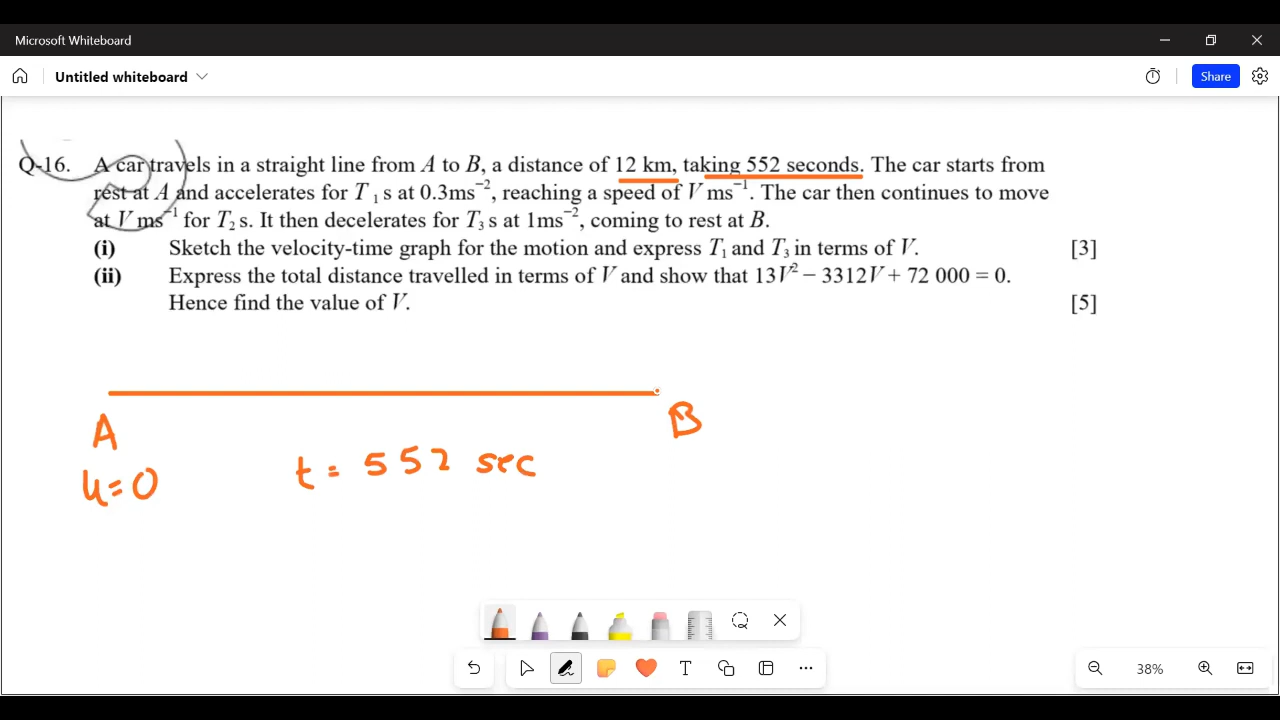 Microsoft Whiteboard
Untitled whiteboard
Share
Q-16. A car travels in a straight line from A to B, a distance of 12 km, taking 552 seconds. The car starts from
rest at A and accelerates for T₁ s at 0.3ms⁻², reaching a speed of V ms⁻¹. The car then continues to move
at V ms⁻¹ for T₂ s. It then decelerates for T₃ s at 1ms⁻², coming to rest at B.
(i) Sketch the velocity-time graph for the motion and express T₁ and T₃ in terms of V. [3]
(ii) Express the total distance travelled in terms of V and show that 13V² − 3312V + 72 000 = 0.
Hence find the value of V. [5]
A B
u=0 t = 552 sec
T
38%